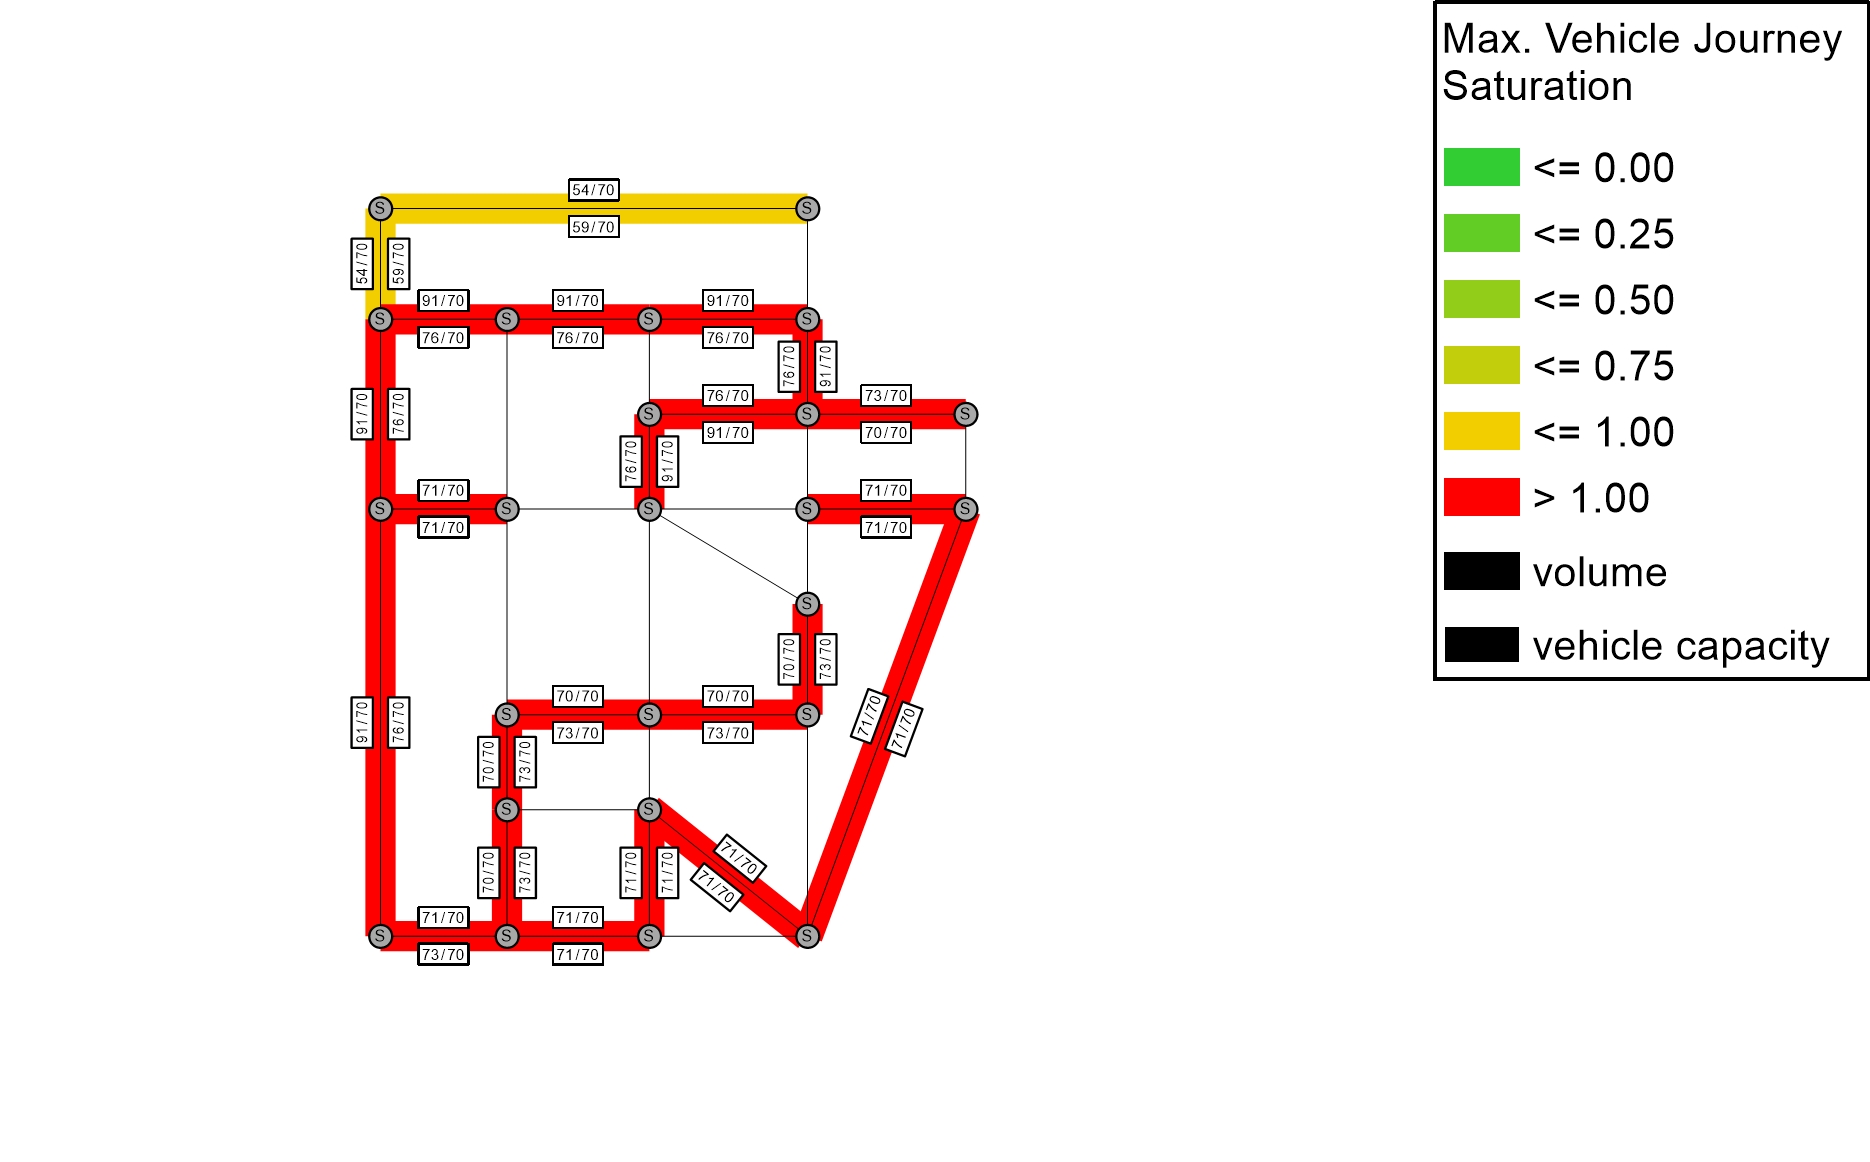 Max. Vehicle Journey
Saturation
<= 0.00
<= 0.25
<= 0.50
<= 0.75
<= 1.00
> 1.00
volume
vehicle capacity
54/70
S S
59/70
54/70 59/70
91/70 91/70 91/70
S S S S
76/70 76/70 76/70
76/70 91/70
76/70 73/70
91/70 76/70 S S S
91/70 70/70
76/70 91/70
71/70 71/70
S S S S S
71/70 71/70
S
70/70 73/70
70/70 70/70
S S S
91/70 76/70 73/70 73/70 71/70 71/70
70/70 73/70
S S
71/70
70/70 73/70 71/70 71/70 71/70
71/70 71/70
S S S S
73/70 71/70